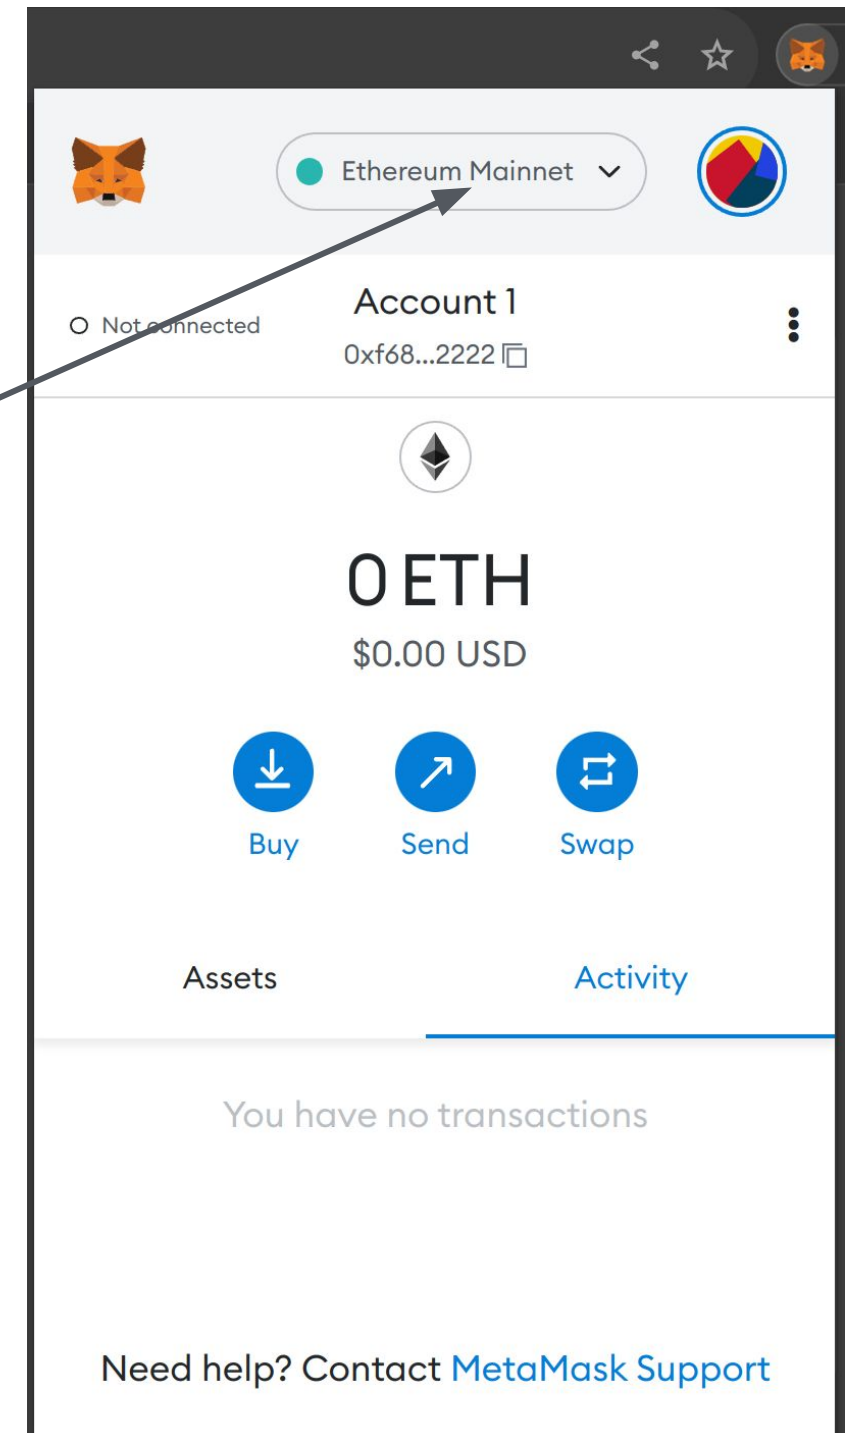 Ethereum Mainnet
Not connected
Account 1
0xf68...2222
0 ETH
$0.00 USD
Buy Send Swap
Assets Activity
You have no transactions
Need help? Contact MetaMask Support